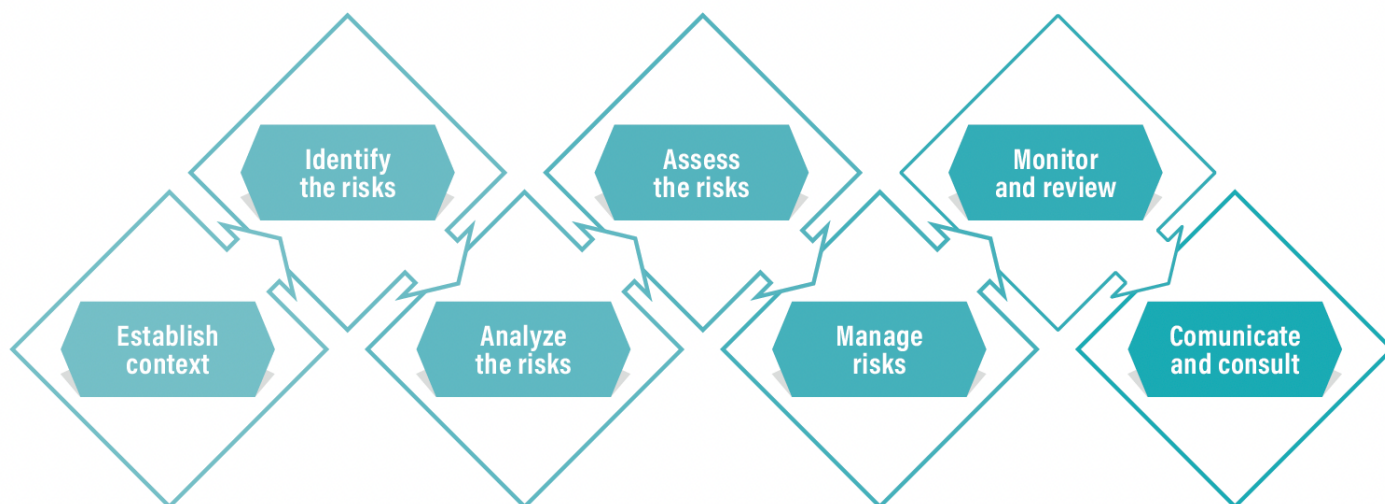 Identify
the risks
Assess
the risks
Monitor
and review
Establish
context
Analyze
the risks
Manage
risks
Comunicate
and consult